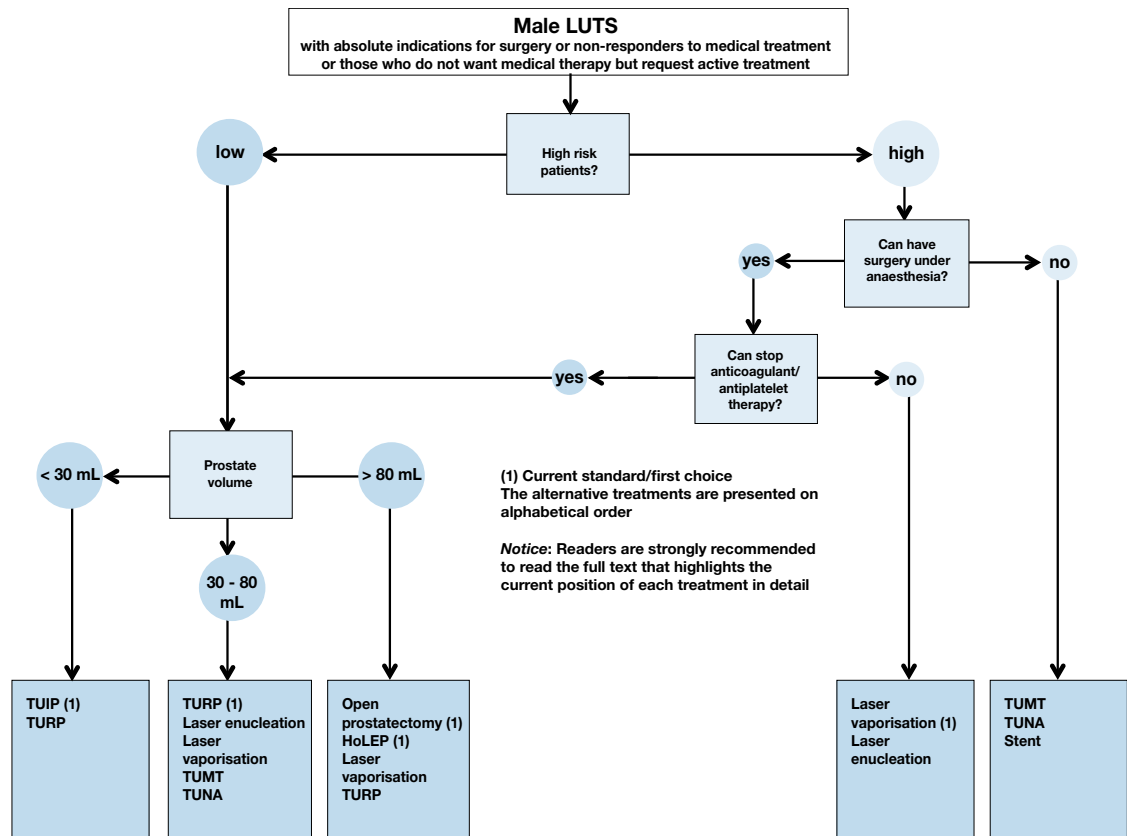 Male LUTS
with absolute indications for surgery or non-responders to medical treatment
or those who do not want medical therapy but request active treatment
low
High risk
patients?
high
Can have
surgery under
anaesthesia?
yes
no
Can stop
anticoagulant/
antiplatelet
therapy?
yes
no
Prostate
volume
< 30 mL
> 80 mL
30 - 80
mL
(1) Current standard/first choice
The alternative treatments are presented on
alphabetical order
Notice: Readers are strongly recommended
to read the full text that highlights the
current position of each treatment in detail
TUIP (1)
TURP
TURP (1)
Laser enucleation
Laser
vaporisation
TUMT
TUNA
Open
prostatectomy (1)
HoLEP (1)
Laser
vaporisation
TURP
Laser
vaporisation (1)
Laser
enucleation
TUMT
TUNA
Stent